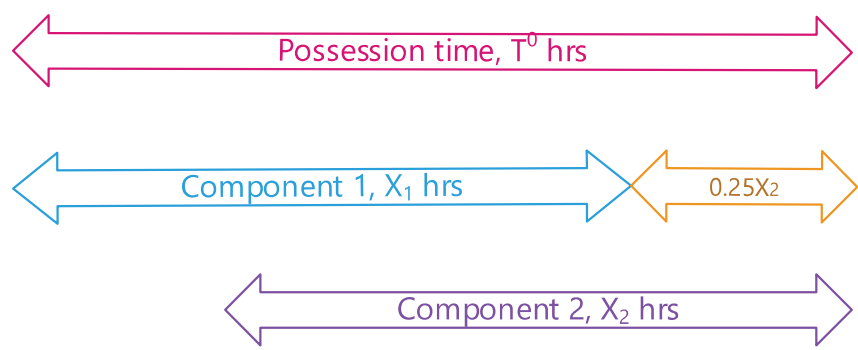 Possession time, T⁰ hrs
Component 1, X₁ hrs
0.25X₂
Component 2, X₂ hrs